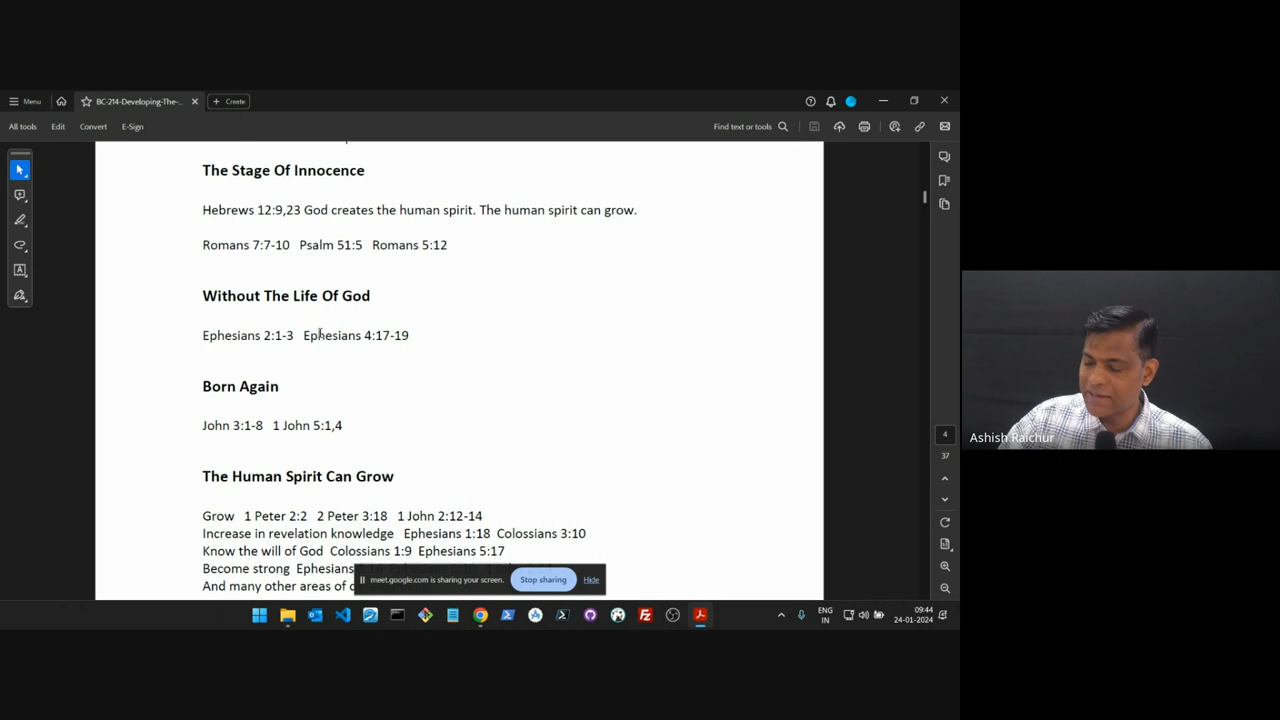 Menu
BC-214-Developing-The-...
Create
All tools
Edit
Convert
E-Sign
Find text or tools
The Stage Of Innocence
Hebrews 12:9,23 God creates the human spirit. The human spirit can grow.
Romans 7:7-10 Psalm 51:5 Romans 5:12
Without The Life Of God
Ephesians 2:1-3 Ephesians 4:17-19
Born Again
John 3:1-8 1 John 5:1,4
The Human Spirit Can Grow
Grow 1 Peter 2:2 2 Peter 3:18 1 John 2:12-14
Increase in revelation knowledge Ephesians 1:18 Colossians 3:10
Know the will of God Colossians 1:9 Ephesians 5:17
Become strong Ephesians
And many other areas of
meet.google.com is sharing your screen.
Stop sharing
Hide
4
37
Ashish Raichur
ENG
IN
09:44
24-01-2024